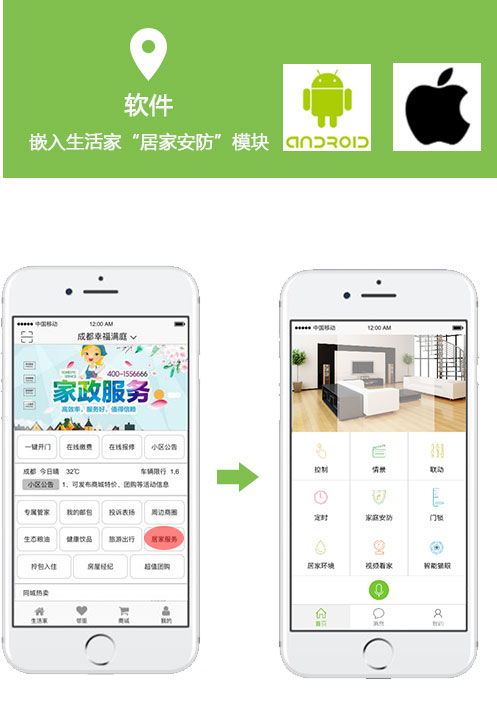 软件
嵌入生活家“居家安防”模块
ANDROID
中国移动 12:00 AM
成都幸福满庭
400-1556666
家政服务
高效率、服务好、值得信赖
一键开门 在线缴费 在线报修 小区公告
成都 今日晴 32℃ 车辆限行 1,6
小区公告 1、可发布商城特价、团购等活动信息
专属管家 我的邮包 投诉表扬 周边商圈
生态粮油 健康饮品 旅游出行 居家服务
拎包入住 房屋经纪 超值团购
同城热卖
生活家 邻里 商城 我的
中国移动 12:00 AM
控制 情景 联动
定时 家庭安防 门锁
居家环境 视频看家 智能猫眼
首页 消息 我的